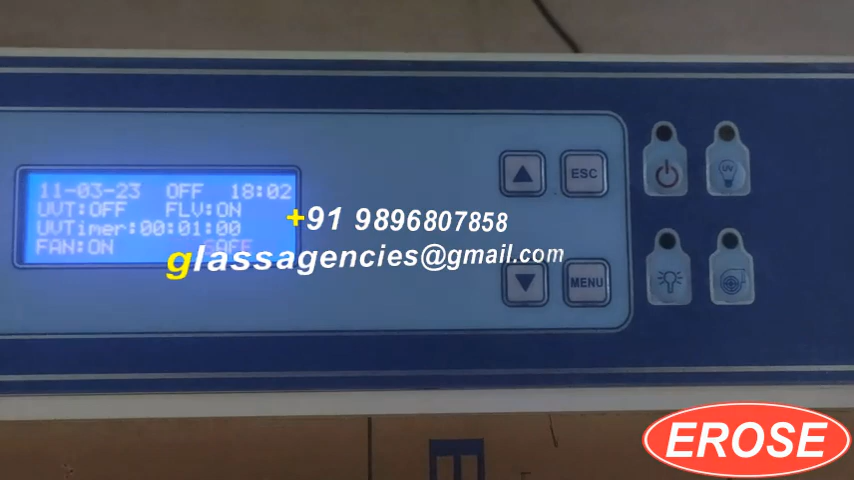 11-03-23 OFF 18:02
UVT:OFF FLV:ON
UVTimer:00:01:00
FAN:ON SAFE
+91 9896807858
glassagencies@gmail.com
ESC
MENU
UV
EROSE